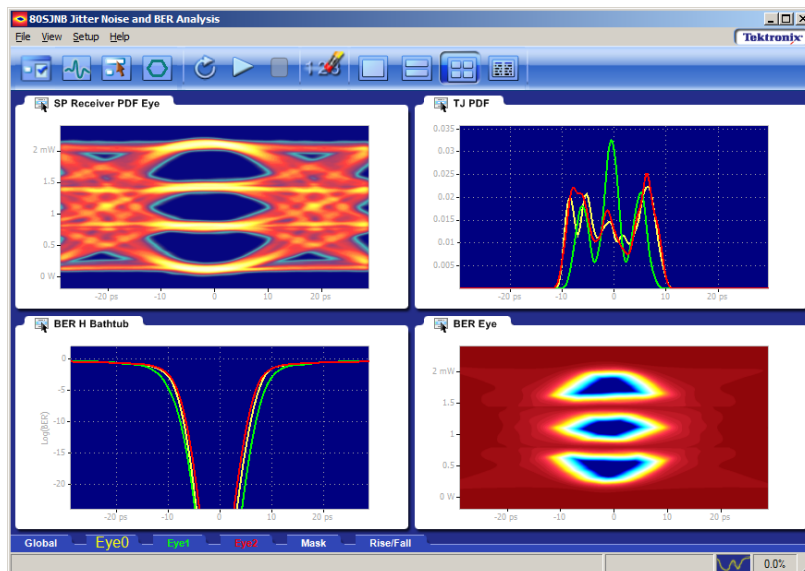 80SJNB Jitter Noise and BER Analysis
File View Setup Help
Tektronix
SP Receiver PDF Eye
2 mW
1.5
1
0.5
0 W
-20 ps -10 0 10 20 ps
TJ PDF
0.035
0.03
0.025
0.02
0.015
0.01
0.005
-20 ps -10 0 10 20 ps
BER H Bathtub
Log(BER)
0
-5
-10
-15
-20
-20 ps -10 0 10 20 ps
BER Eye
2 mW
1.5
1
0.5
0 W
-20 ps -10 0 10 20 ps
Global Eye0 Eye1 Eye2 Mask Rise/Fall
0.0%